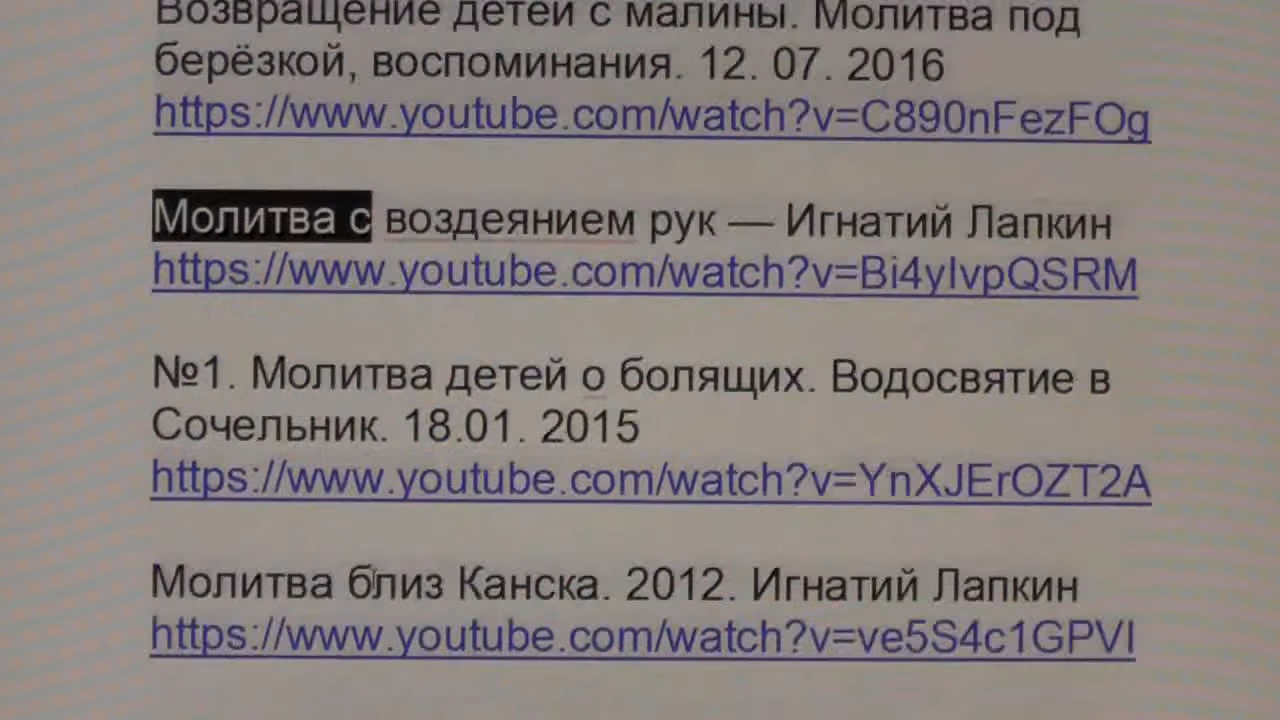 Возвращение детей с малины. Молитва под
берёзкой, воспоминания. 12. 07. 2016
https://www.youtube.com/watch?v=C890nFezFOg
Молитва с воздеянием рук — Игнатий Лапкин
https://www.youtube.com/watch?v=Bi4yIvpQSRM
№1. Молитва детей о болящих. Водосвятие в
Сочельник. 18.01. 2015
https://www.youtube.com/watch?v=YnXJErOZT2A
Молитва близ Канска. 2012. Игнатий Лапкин
https://www.youtube.com/watch?v=ve5S4c1GPVI